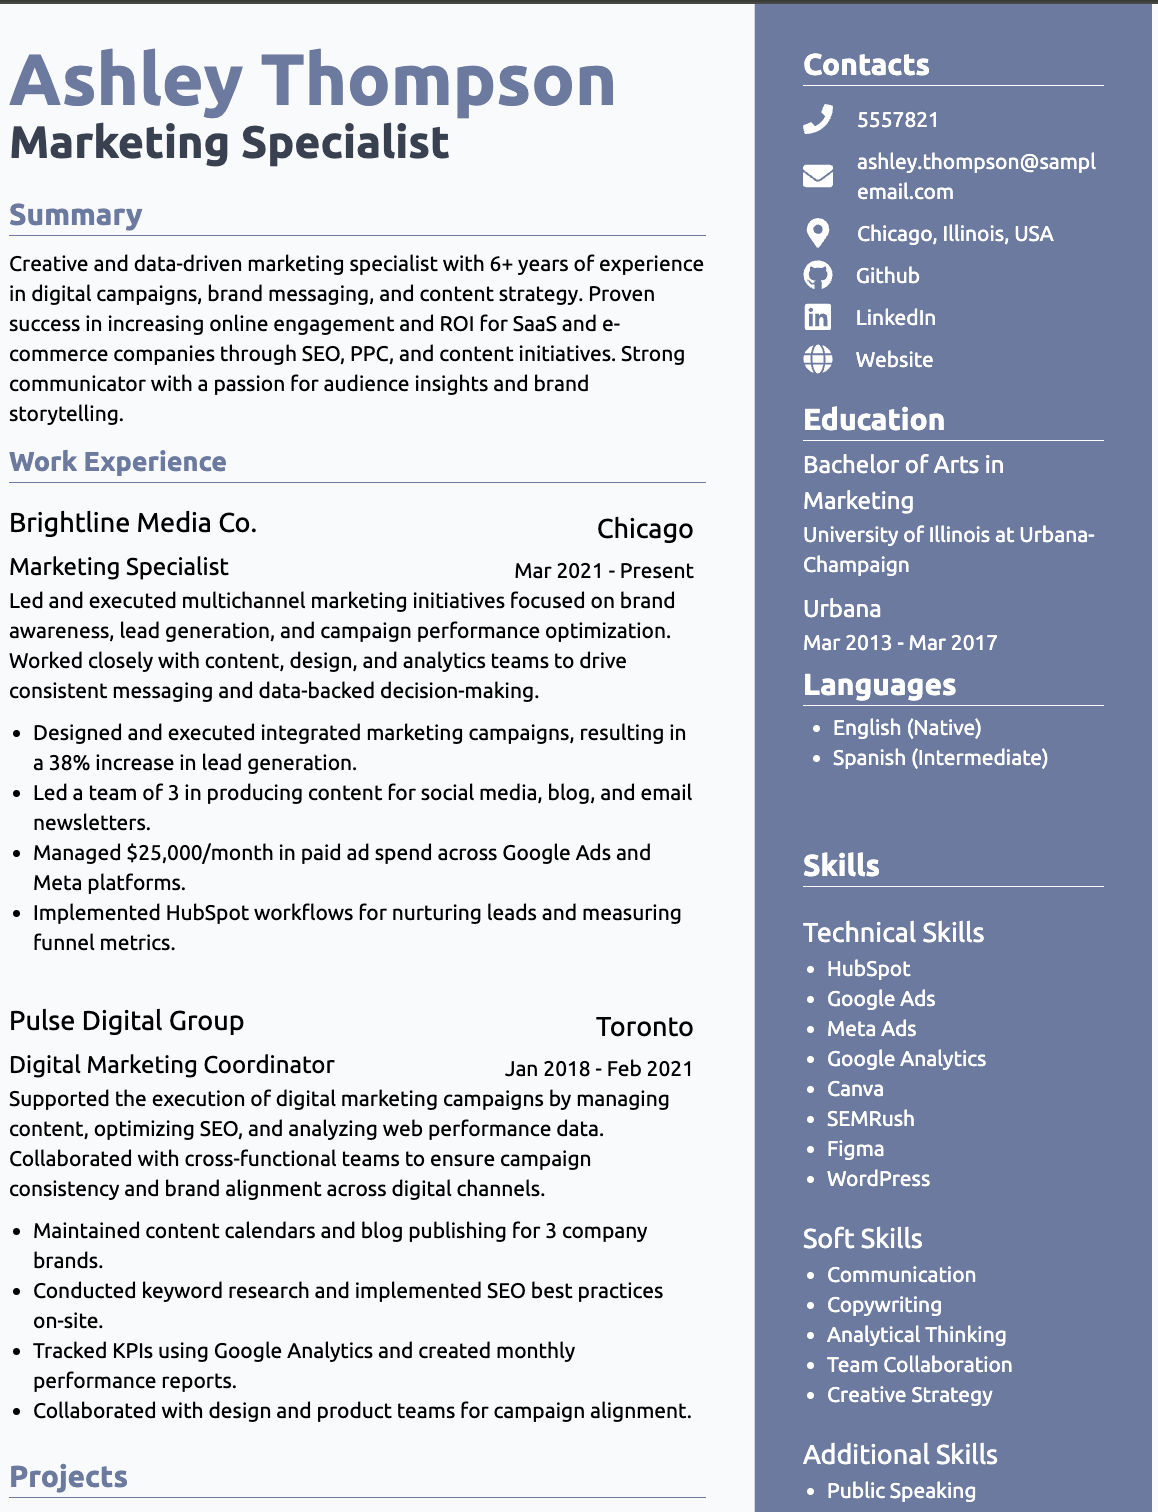 Ashley Thompson
Marketing Specialist
Summary
Creative and data-driven marketing specialist with 6+ years of experience
in digital campaigns, brand messaging, and content strategy. Proven
success in increasing online engagement and ROI for SaaS and e-
commerce companies through SEO, PPC, and content initiatives. Strong
communicator with a passion for audience insights and brand
storytelling.
Work Experience
Brightline Media Co.
Chicago
Marketing Specialist
Mar 2021 - Present
Led and executed multichannel marketing initiatives focused on brand
awareness, lead generation, and campaign performance optimization.
Worked closely with content, design, and analytics teams to drive
consistent messaging and data-backed decision-making.
• Designed and executed integrated marketing campaigns, resulting in
a 38% increase in lead generation.
• Led a team of 3 in producing content for social media, blog, and email
newsletters.
• Managed $25,000/month in paid ad spend across Google Ads and
Meta platforms.
• Implemented HubSpot workflows for nurturing leads and measuring
funnel metrics.
Pulse Digital Group
Toronto
Digital Marketing Coordinator
Jan 2018 - Feb 2021
Supported the execution of digital marketing campaigns by managing
content, optimizing SEO, and analyzing web performance data.
Collaborated with cross-functional teams to ensure campaign
consistency and brand alignment across digital channels.
• Maintained content calendars and blog publishing for 3 company
brands.
• Conducted keyword research and implemented SEO best practices
on-site.
• Tracked KPIs using Google Analytics and created monthly
performance reports.
• Collaborated with design and product teams for campaign alignment.
Projects
Contacts
5557821
ashley.thompson@sampl
email.com
Chicago, Illinois, USA
Github
LinkedIn
Website
Education
Bachelor of Arts in
Marketing
University of Illinois at Urbana-
Champaign
Urbana
Mar 2013 - Mar 2017
Languages
• English (Native)
• Spanish (Intermediate)
Skills
Technical Skills
• HubSpot
• Google Ads
• Meta Ads
• Google Analytics
• Canva
• SEMRush
• Figma
• WordPress
Soft Skills
• Communication
• Copywriting
• Analytical Thinking
• Team Collaboration
• Creative Strategy
Additional Skills
• Public Speaking